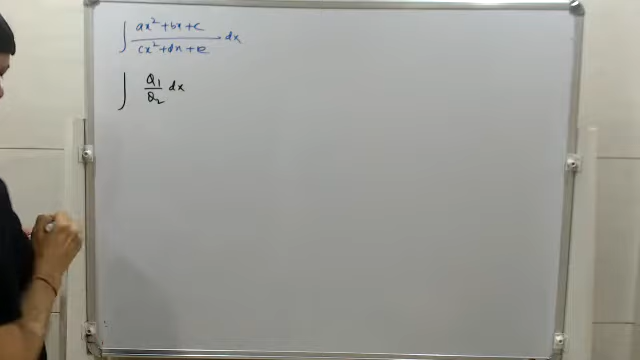 ∫ (ax² + bx + c)/(cx² + dx + e) dx
∫ Q₁/Q₂ dx